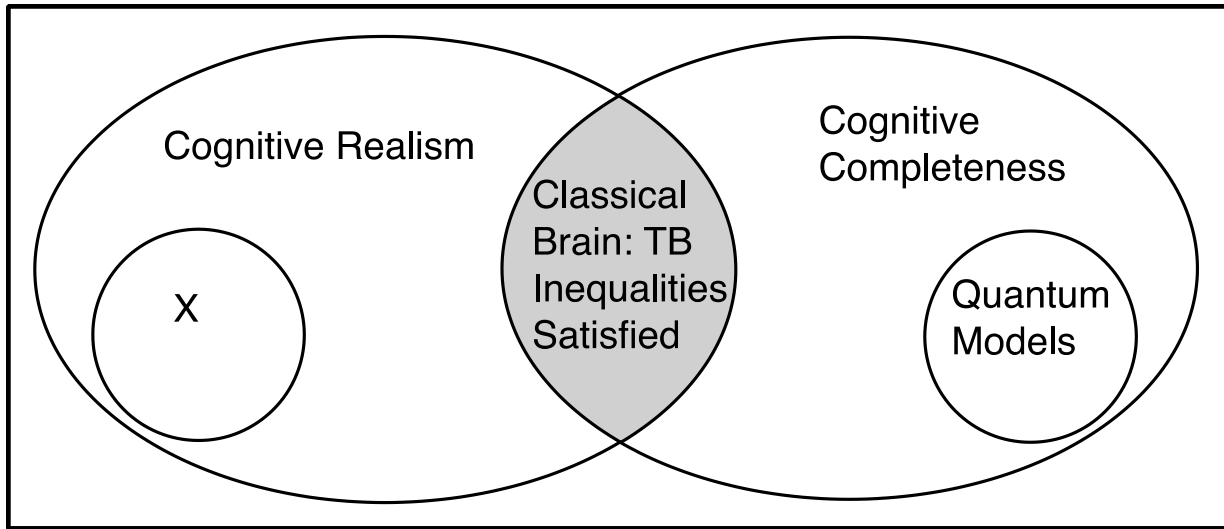 Cognitive Realism
Cognitive
Completeness
Classical
Brain: TB
Inequalities
Satisfied
X
Quantum
Models